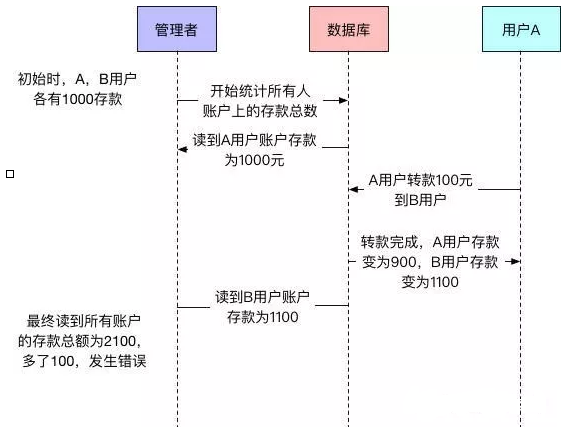 管理者
数据库
用户A
初始时，A，B用户
各有1000存款
开始统计所有人
账户上的存款总数
读到A用户账户存款
为1000元
A用户转款100元
到B用户
转款完成，A用户存款
变为900，B用户存款
变为1100
读到B用户账户
存款为1100
最终读到所有账户
的存款总额为2100，
多了100，发生错误